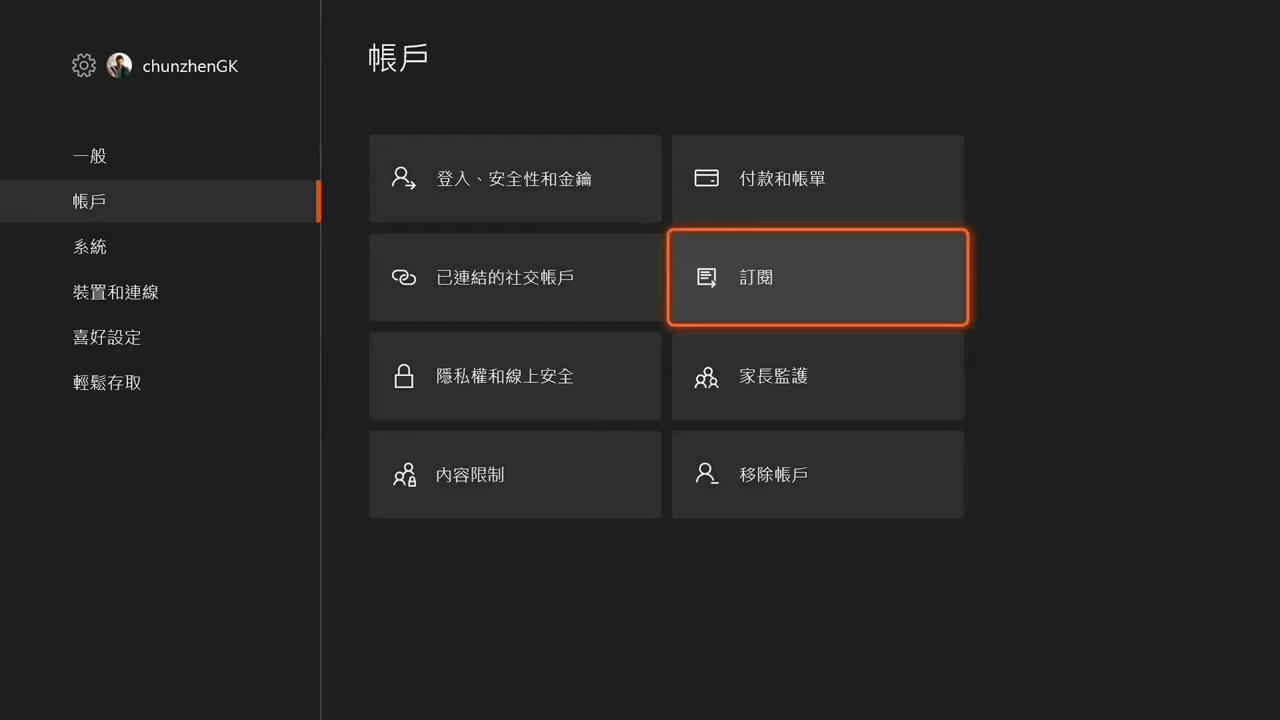 chunzhenGK
一般
帳戶
系統
裝置和連線
喜好設定
輕鬆存取
帳戶
登入、安全性和金鑰
付款和帳單
已連結的社交帳戶
訂閱
隱私權和線上安全
家長監護
內容限制
移除帳戶